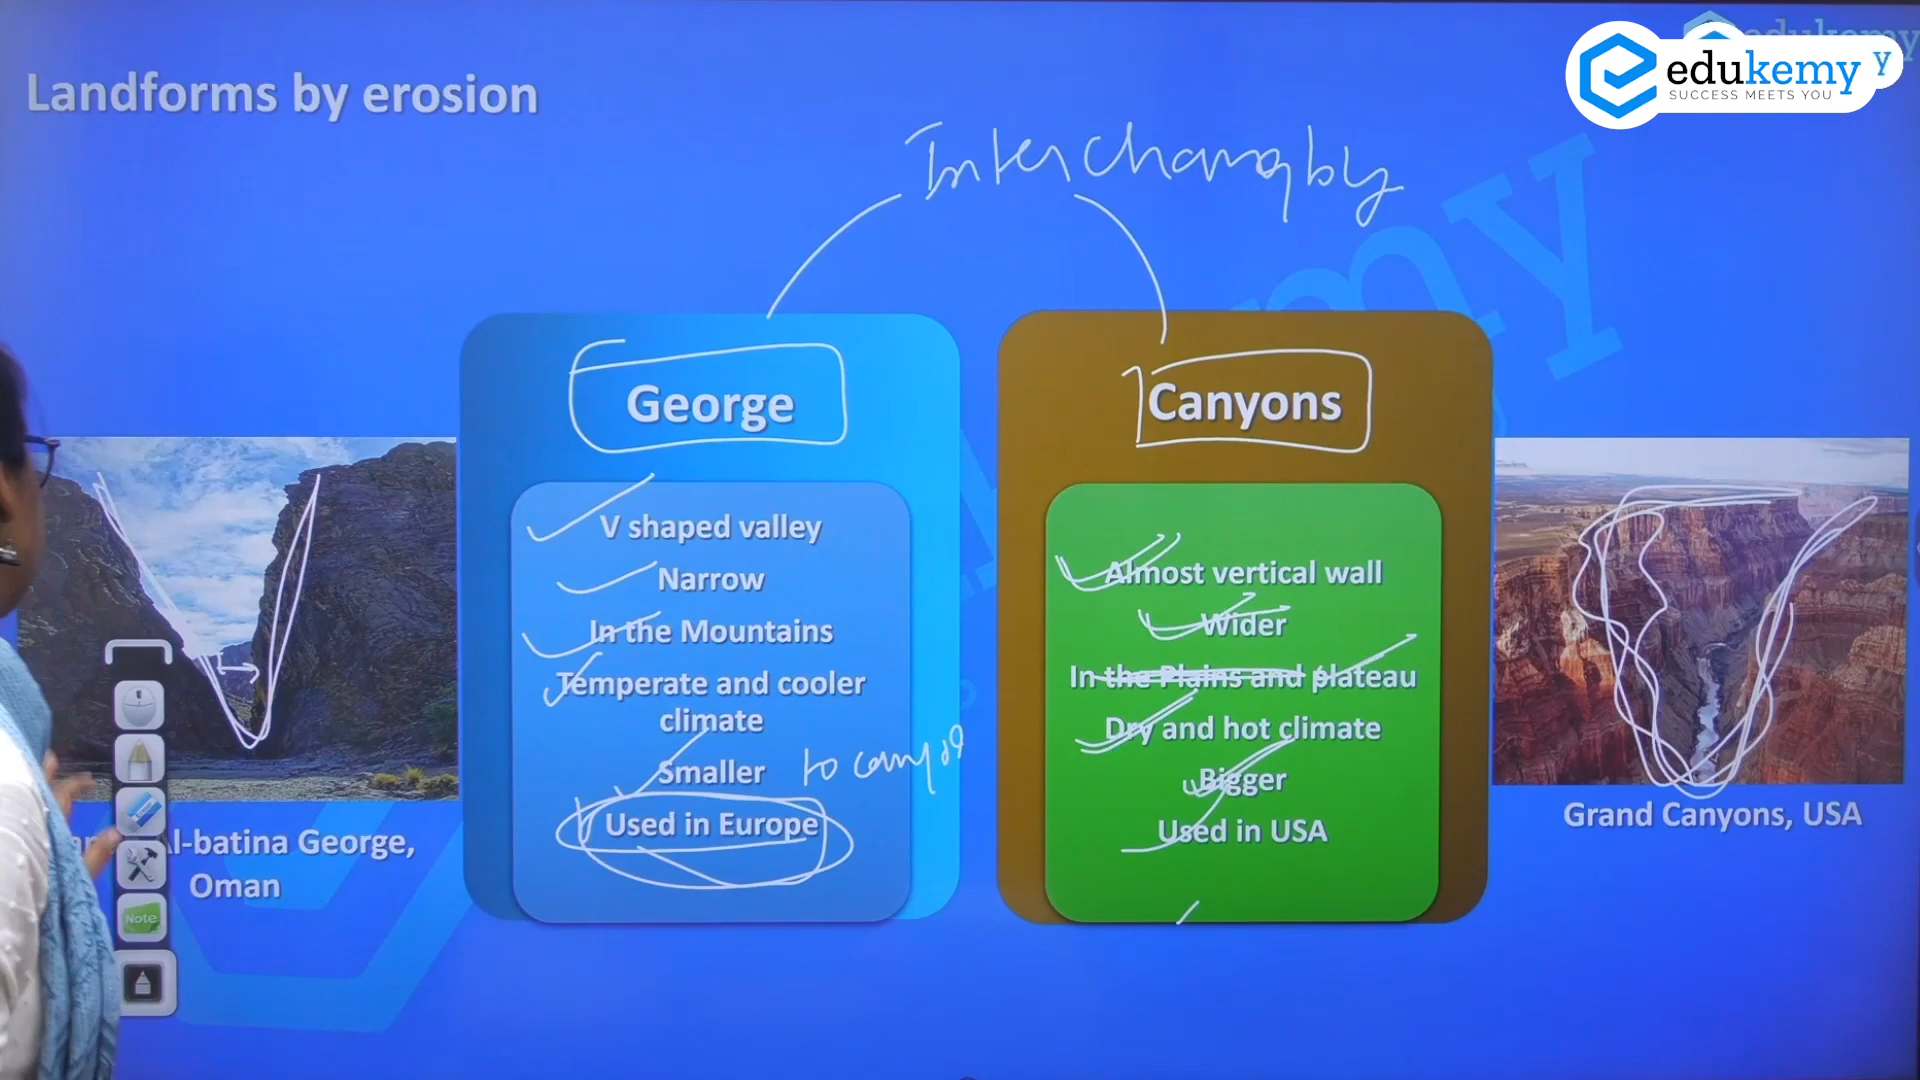 Landforms by erosion
edukemy
SUCCESS MEETS YOU
Interchangby
George
V shaped valley
Narrow
In the Mountains
Temperate and cooler
climate
Smaller to canyon
Used in Europe
Canyons
Almost vertical wall
Wider
In the Plains and plateau
Dry and hot climate
Bigger
Used in USA
Al-batina George,
Oman
Grand Canyons, USA
Note